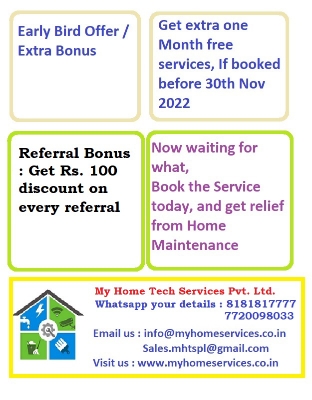 Early Bird Offer /
Extra Bonus
Get extra one
Month free
services, If booked
before 30th Nov
2022
Referral Bonus
: Get Rs. 100
discount on
every referral
Now waiting for
what,
Book the Service
today, and get relief
from Home
Maintenance
My Home Tech Services Pvt. Ltd.
Whatsapp your details : 8181817777
7720098033
Email us : info@myhomeservices.co.in
Sales.mhtspl@gmail.com
Visit us : www.myhomeservices.co.in